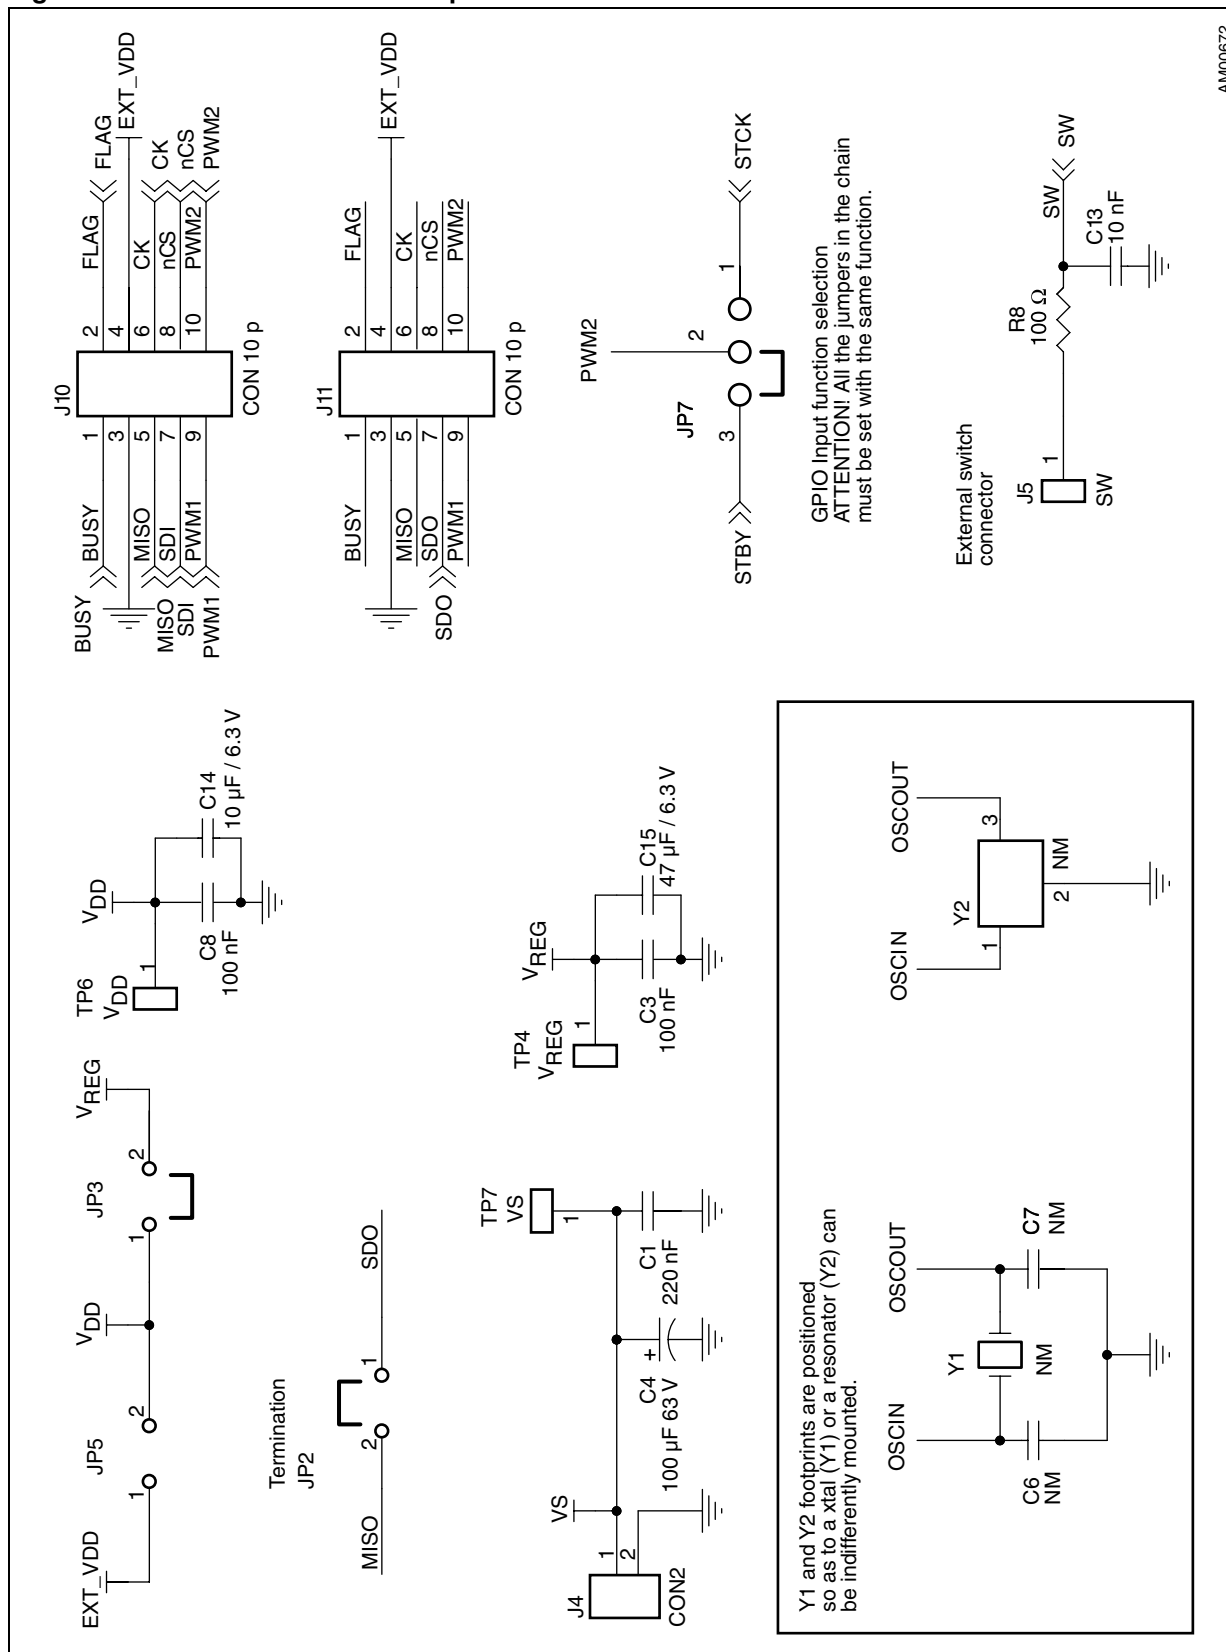 EXT_VDD
JP5
1
2
VDD
JP3
1
2
VREG
TP6
VDD
1
VDD
C8
100 nF
C14
10 µF / 6.3 V
Termination
JP2
MISO
2
1
SDO
J4
CON2
1
2
VS
C4
100 µF 63 V
+
C1
220 nF
TP7
VS
1
TP4
VREG
1
VREG
C3
100 nF
C15
47 µF / 6.3 V
Y1 and Y2 footprints are positioned
so as to a xtal (Y1) or a resonator (Y2) can
be indifferently mounted.
OSCIN
OSCOUT
Y1
NM
C6
NM
C7
NM
OSCIN
OSCOUT
Y2
NM
1
2
3
J10
CON 10 p
BUSY
BUSY
1
2
FLAG
FLAG
3
4
EXT_VDD
MISO
MISO
5
6
CK
CK
SDI
SDI
7
8
nCS
nCS
PWM1
PWM1
9
10
PWM2
PWM2
J11
CON 10 p
BUSY
1
2
FLAG
3
4
EXT_VDD
MISO
5
6
CK
SDO
SDO
7
8
nCS
PWM1
9
10
PWM2
PWM2
JP7
STBY
3
2
1
STCK
GPIO Input function selection
ATTENTION! All the jumpers in the chain
must be set with the same function.
External switch
connector
J5
SW
1
R8
100 Ω
SW
SW
C13
10 nF